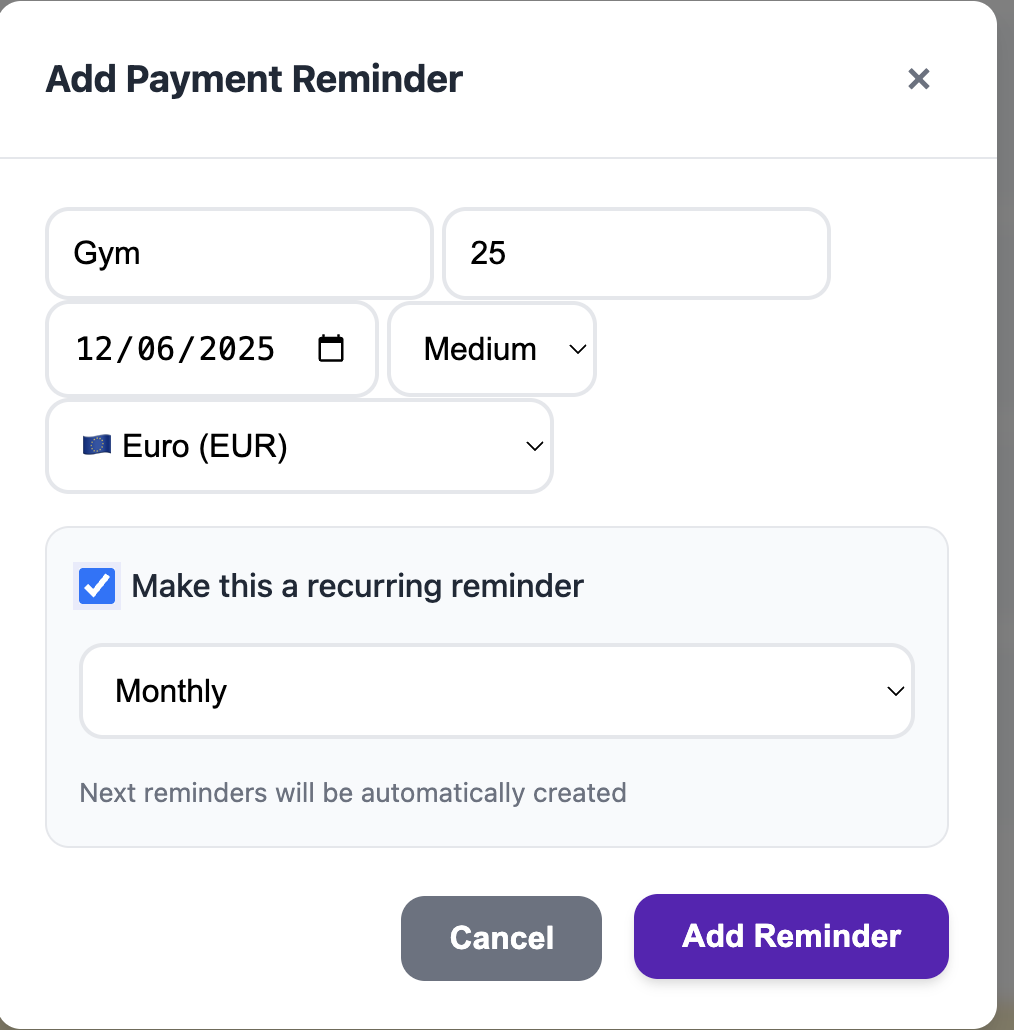 Add Payment Reminder
Gym
25
12/06/2025
Medium
Euro (EUR)
Make this a recurring reminder
Monthly
Next reminders will be automatically created
Cancel
Add Reminder